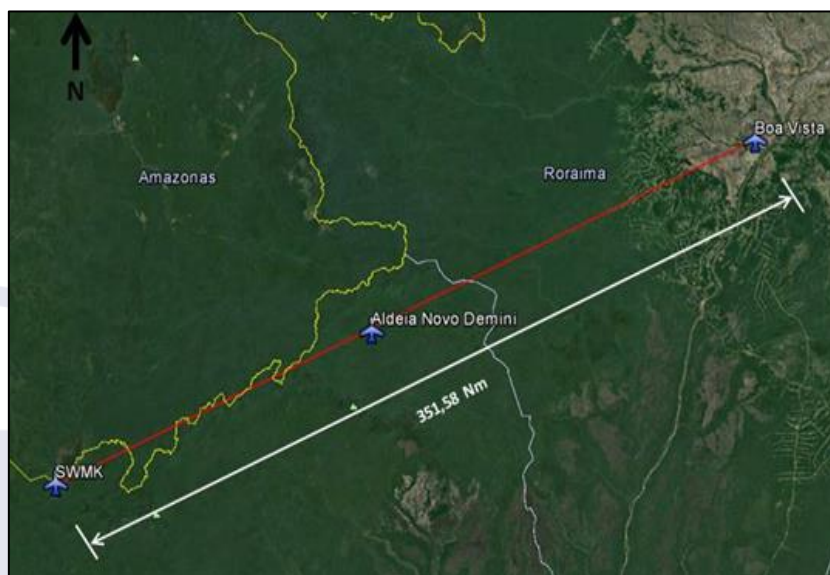 N
Boa Vista
Amazonas
Roraima
Aldeia Novo Demini
351,58 Nm
SWMK